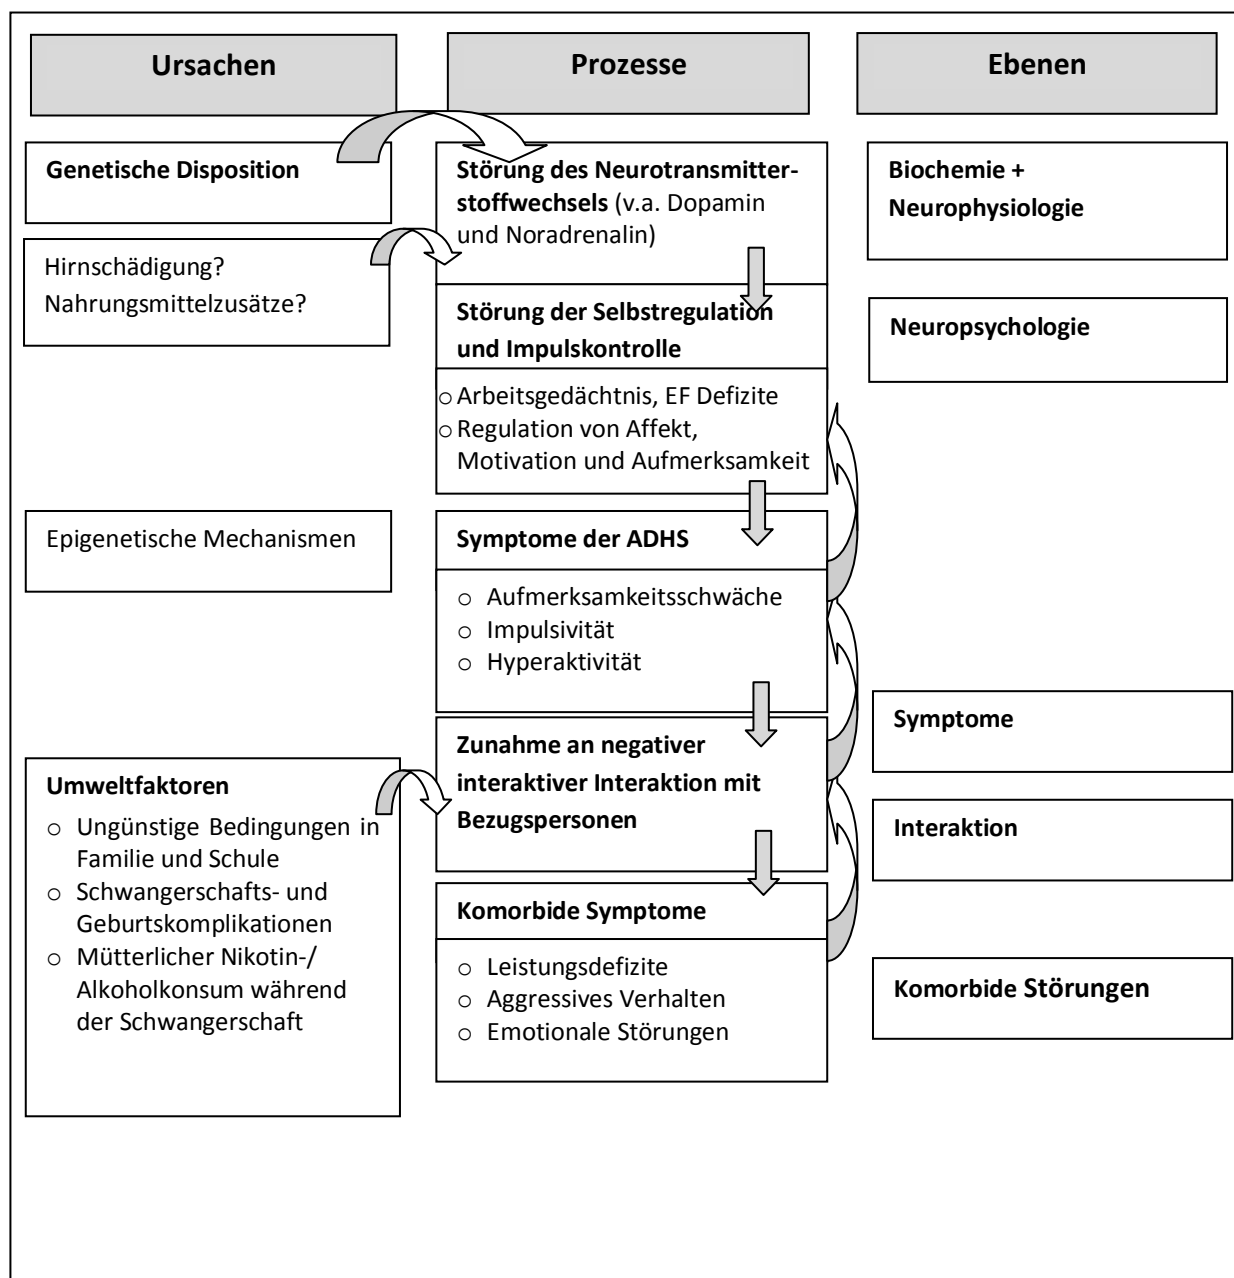 Ursachen
Prozesse
Ebenen
Genetische Disposition
Hirnschädigung?
Nahrungsmittelzusätze?
Epigenetische Mechanismen
Umweltfaktoren
o Ungünstige Bedingungen in
Familie und Schule
o Schwangerschafts- und
Geburtskomplikationen
o Mütterlicher Nikotin-/
Alkoholkonsum während
der Schwangerschaft
Störung des Neurotransmitter-
stoffwechsels (v.a. Dopamin
und Noradrenalin)
Störung der Selbstregulation
und Impulskontrolle
o Arbeitsgedächtnis, EF Defizite
o Regulation von Affekt,
Motivation und Aufmerksamkeit
Symptome der ADHS
o Aufmerksamkeitsschwäche
o Impulsivität
o Hyperaktivität
Zunahme an negativer
interaktiver Interaktion mit
Bezugspersonen
Komorbide Symptome
o Leistungsdefizite
o Aggressives Verhalten
o Emotionale Störungen
Biochemie +
Neurophysiologie
Neuropsychologie
Symptome
Interaktion
Komorbide Störungen